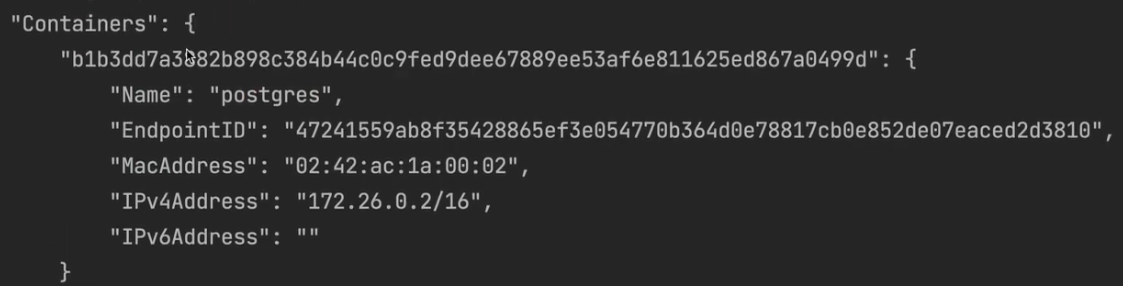 "Containers": {
"b1b3dd7a3882b898c384b44c0c9fed9dee67889ee53af6e811625ed867a0499d": {
"Name": "postgres",
"EndpointID": "47241559ab8f35428865ef3e054770b364d0e78817cb0e852de07eaced2d3810",
"MacAddress": "02:42:ac:1a:00:02",
"IPv4Address": "172.26.0.2/16",
"IPv6Address": ""
}